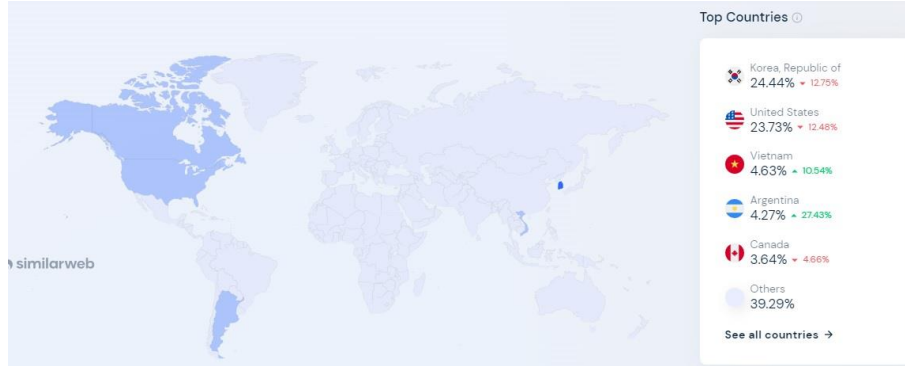 Top Countries
Korea, Republic of
24.44% 12.75%
United States
23.73% 12.48%
Vietnam
4.63% 10.54%
Argentina
4.27% 27.43%
Canada
3.64% 4.66%
Others
39.29%
See all countries →
similarweb